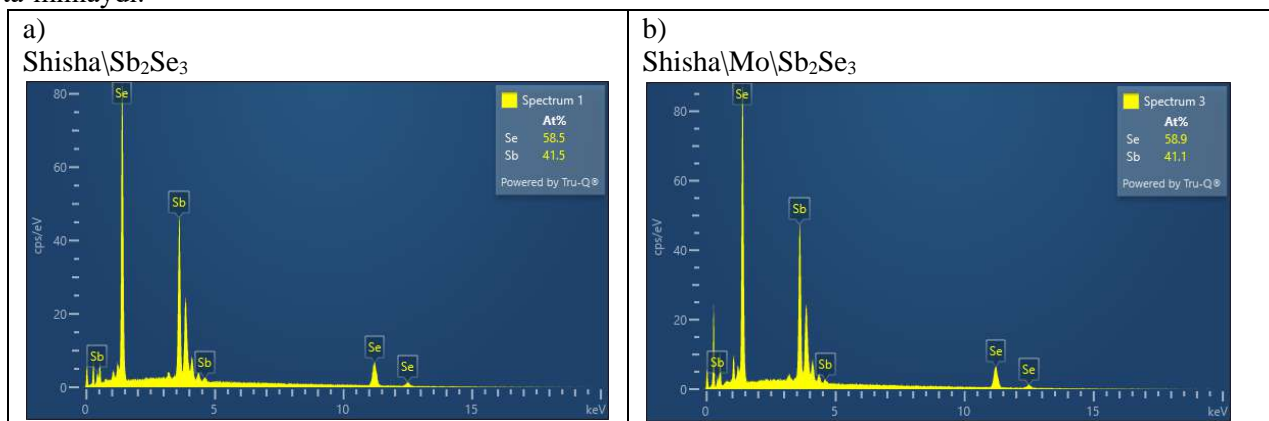 a)
Shisha\Sb₂Se₃
80
60
40
20
0
cps/eV
Se
Sb
Sb
Sb
Se
Se
0
5
10
15
keV
Spectrum 1
At%
Se 58.5
Sb 41.5
Powered by Tru-Q®
b)
Shisha\Mo\Sb₂Se₃
80
60
40
20
0
cps/eV
Se
Sb
Sb
Sb
Se
Se
0
5
10
15
keV
Spectrum 3
At%
Se 58.9
Sb 41.1
Powered by Tru-Q®